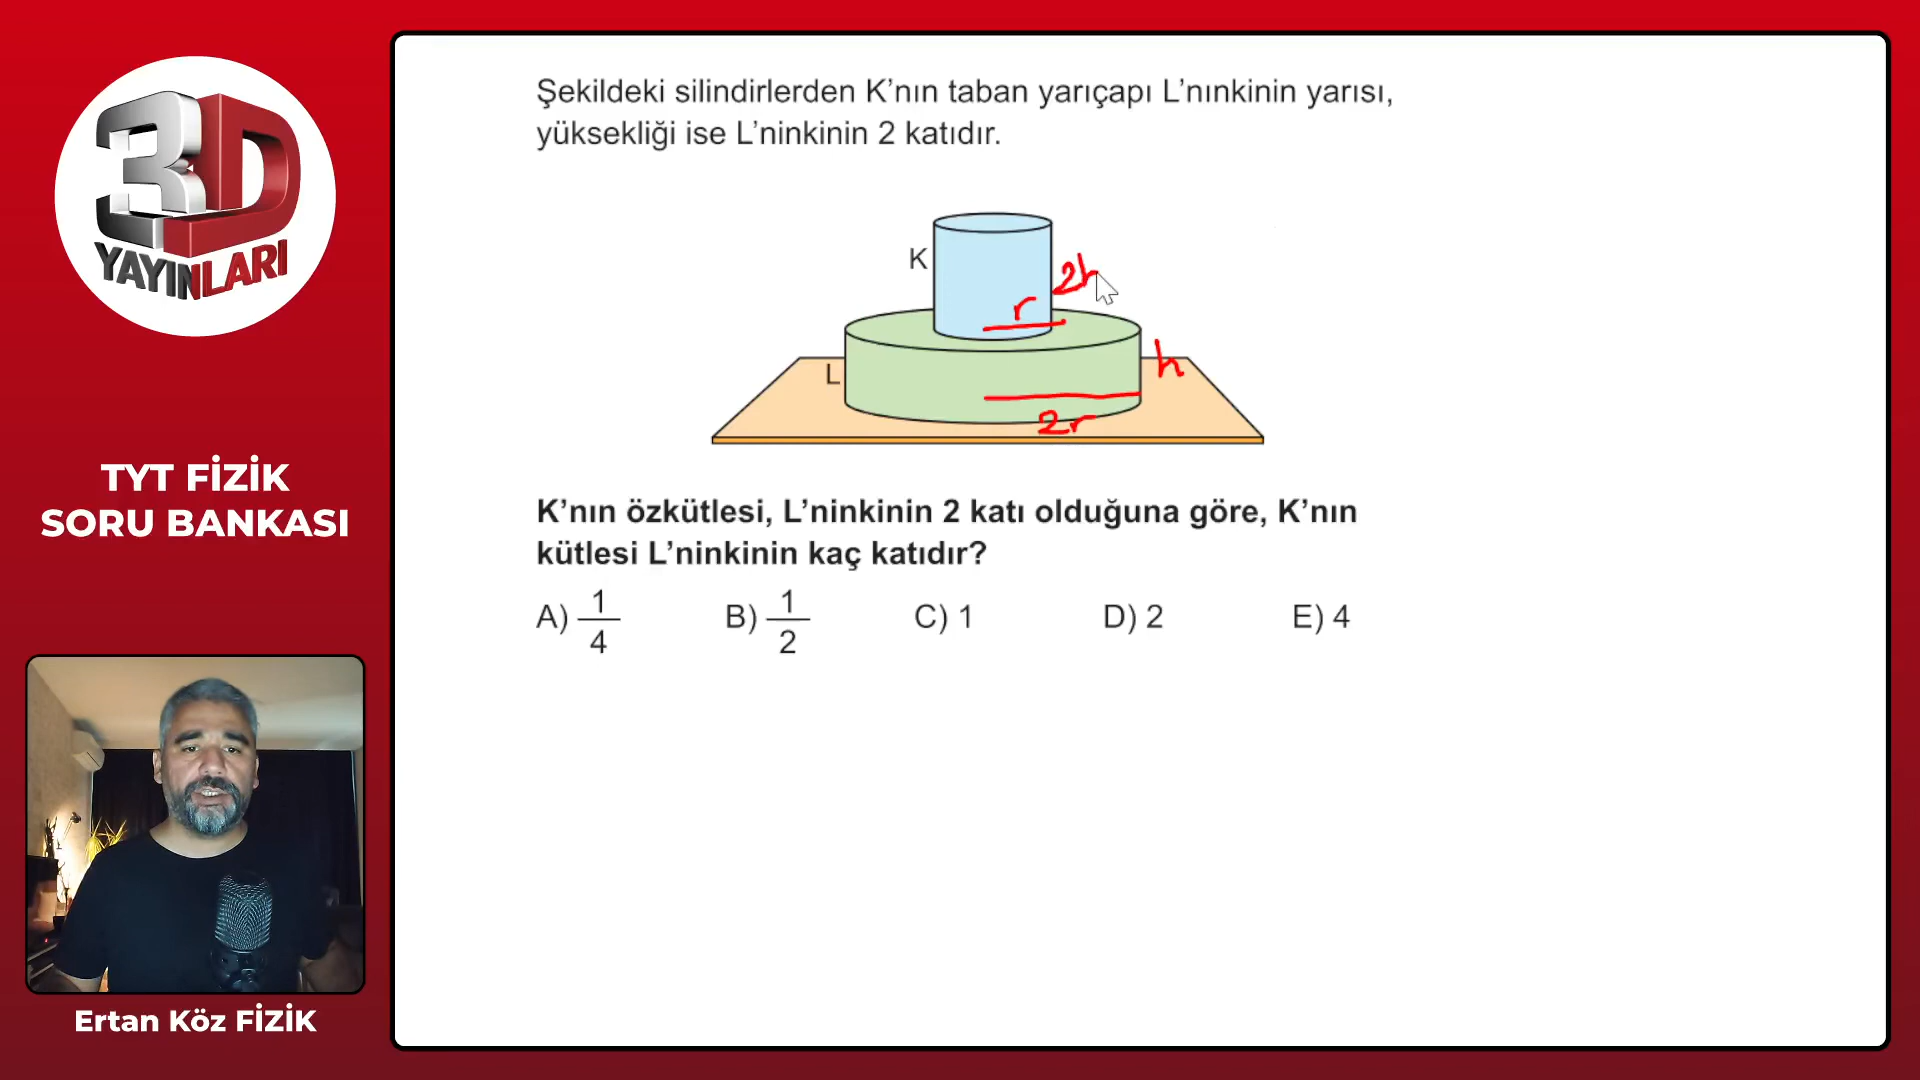 3D
YAYINLARI
TYT FİZİK
SORU BANKASI
Ertan Köz FİZİK
Şekildeki silindirlerden K’nın taban yarıçapı L’nınkinin yarısı,
yüksekliği ise L’ninkinin 2 katıdır.
K
2h
r
L
h
2r
K’nın özkütlesi, L’ninkinin 2 katı olduğuna göre, K’nın
kütlesi L’ninkinin kaç katıdır?
A) 1/4 B) 1/2 C) 1 D) 2 E) 4